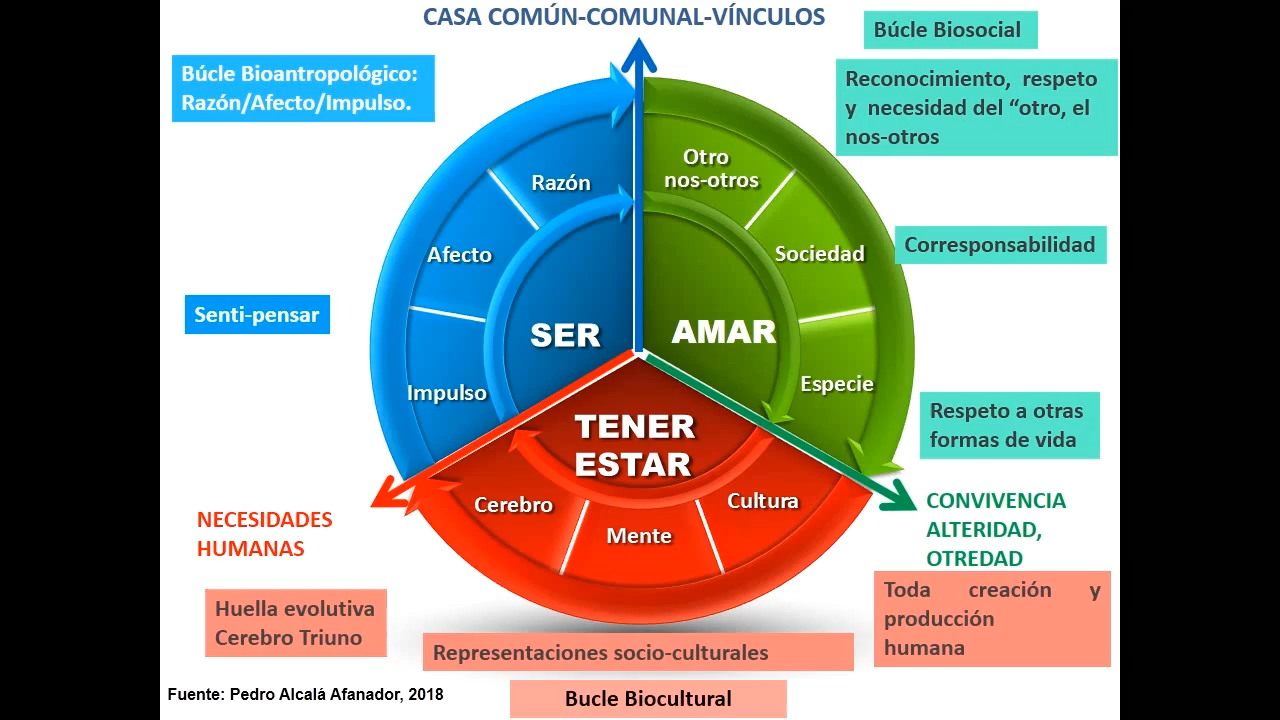 CASA COMÚN-COMUNAL-VÍNCULOS
Búcle Bioantropológico:
Razón/Afecto/Impulso.
Búcle Biosocial
Reconocimiento, respeto
y necesidad del “otro, el
nos-otros
Razón
Otro
nos-otros
Afecto
Sociedad
Corresponsabilidad
Senti-pensar
SER
AMAR
Impulso
Especie
Respeto a otras
formas de vida
TENER
ESTAR
Cerebro
Mente
Cultura
NECESIDADES
HUMANAS
CONVIVENCIA
ALTERIDAD,
OTREDAD
Huella evolutiva
Cerebro Triuno
Toda creación y
producción
humana
Representaciones socio-culturales
Fuente: Pedro Alcalá Afanador, 2018
Bucle Biocultural